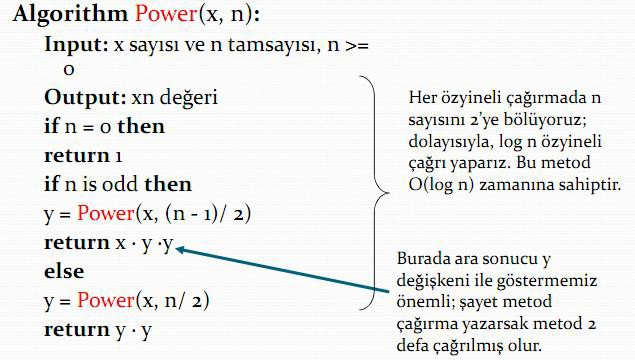 Algorithm Power(x, n):
Input: x sayısı ve n tamsayısı, n >=
0
Output: xn değeri
if n = 0 then
return 1
if n is odd then
y = Power(x, (n - 1)/ 2)
return x · y ·y
else
y = Power(x, n/ 2)
return y · y
Her özyineli çağırmada n
sayısını 2'ye bölüyoruz;
dolayısıyla, log n özyineli
çağrı yaparız. Bu metod
O(log n) zamanına sahiptir.
Burada ara sonucu y
değişkeni ile göstermemiz
önemli; şayet metod
çağırma yazarsak metod 2
defa çağrılmış olur.